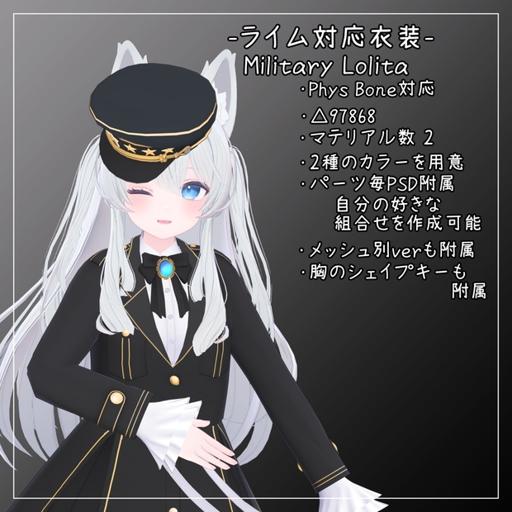 -ライム対応衣装-
Military Lolita
・Phys Bone対応
・△97868
・マテリアル数 2
・2種のカラーを用意
・パーツ毎PSD附属
自分の好きな
組合せを作成可能
・メッシュ別verも附属
・胸のシェイプキーも
附属